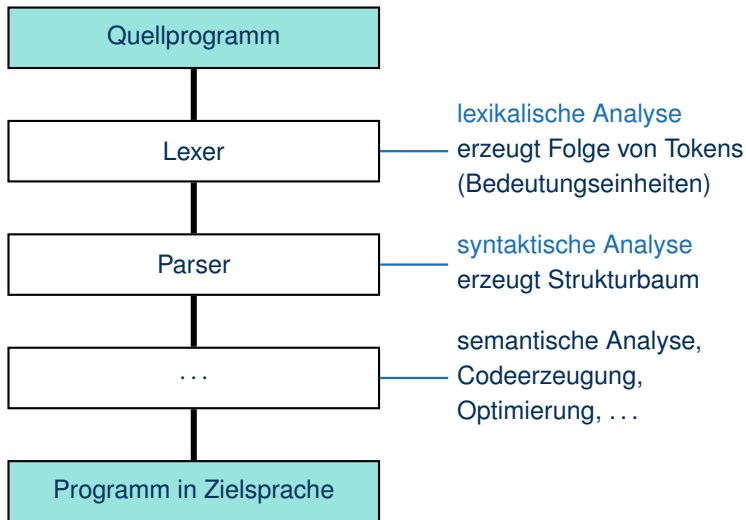 Quellprogramm
lexikalische Analyse
Lexer
erzeugt Folge von Tokens
(Bedeutungseinheiten)
syntaktische Analyse
Parser
erzeugt Strukturbaum
semantische Analyse,
...
Codeerzeugung,
Optimierung, ...
Programm in Zielsprache